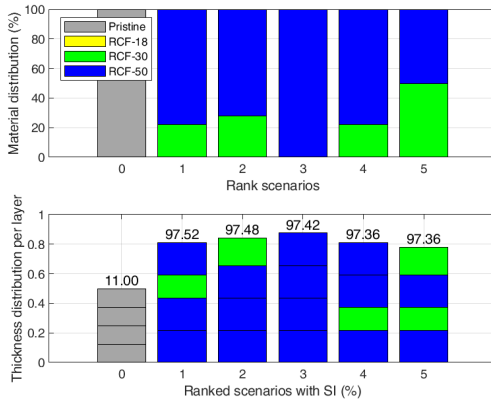 Material distribution (%)
100
80
60
40
20
0
Pristine
RCF-18
RCF-30
RCF-50
0 1 2 3 4 5
Rank scenarios
Thickness distribution per layer
1
0.8
0.6
0.4
0.2
0
11.00 97.52 97.48 97.42 97.36 97.36
0 1 2 3 4 5
Ranked scenarios with SI (%)